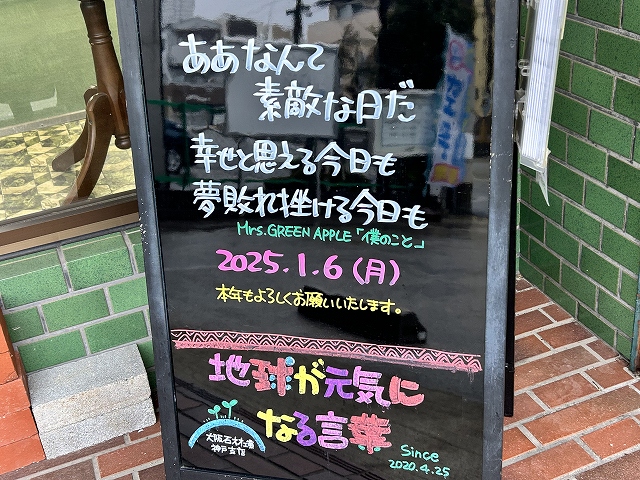 ああなんて
素敵な日だ
幸せと思える今日も
夢敗れ挫ける今日も
Mrs.GREEN APPLE「僕のこと」
2025.1.6(月)
本年もよろしくお願いいたします。
地球が元気に
なる言葉
大阪石材工場
神戸吉信
Since
2020.4.25